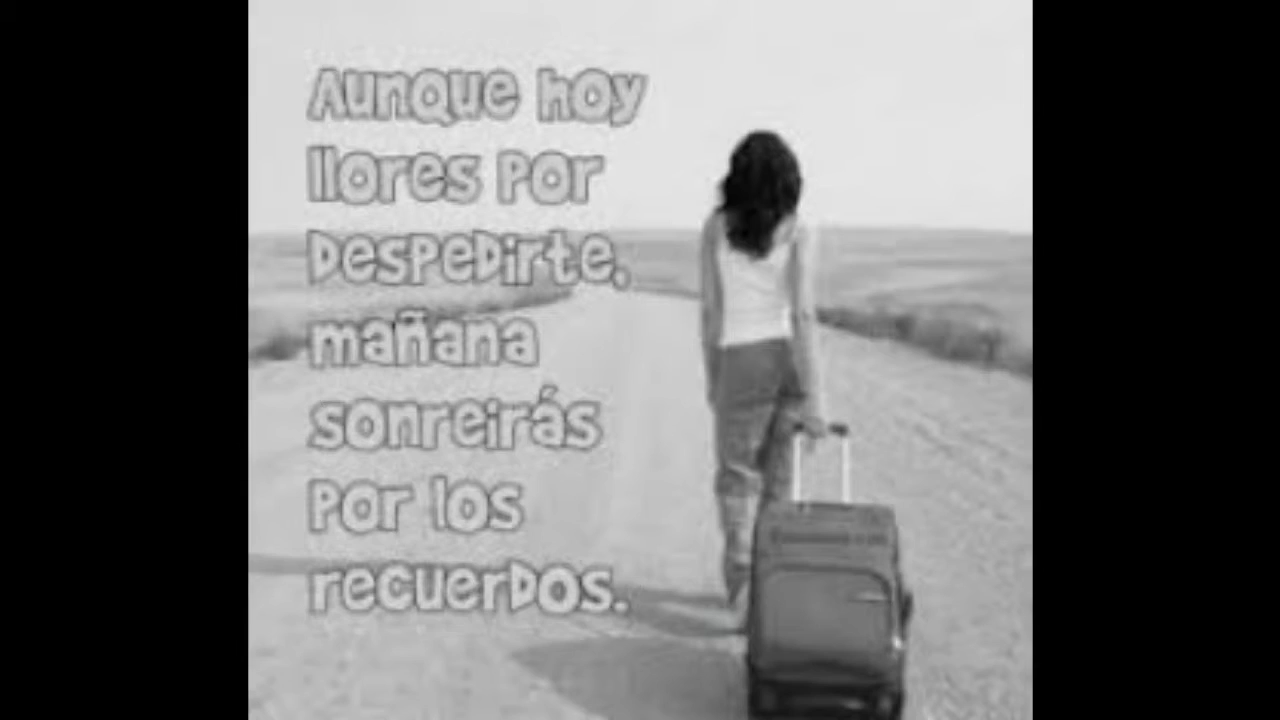 Aunque hoy
llores por
despedirte,
mañana
sonreirás
por los
recuerdos.